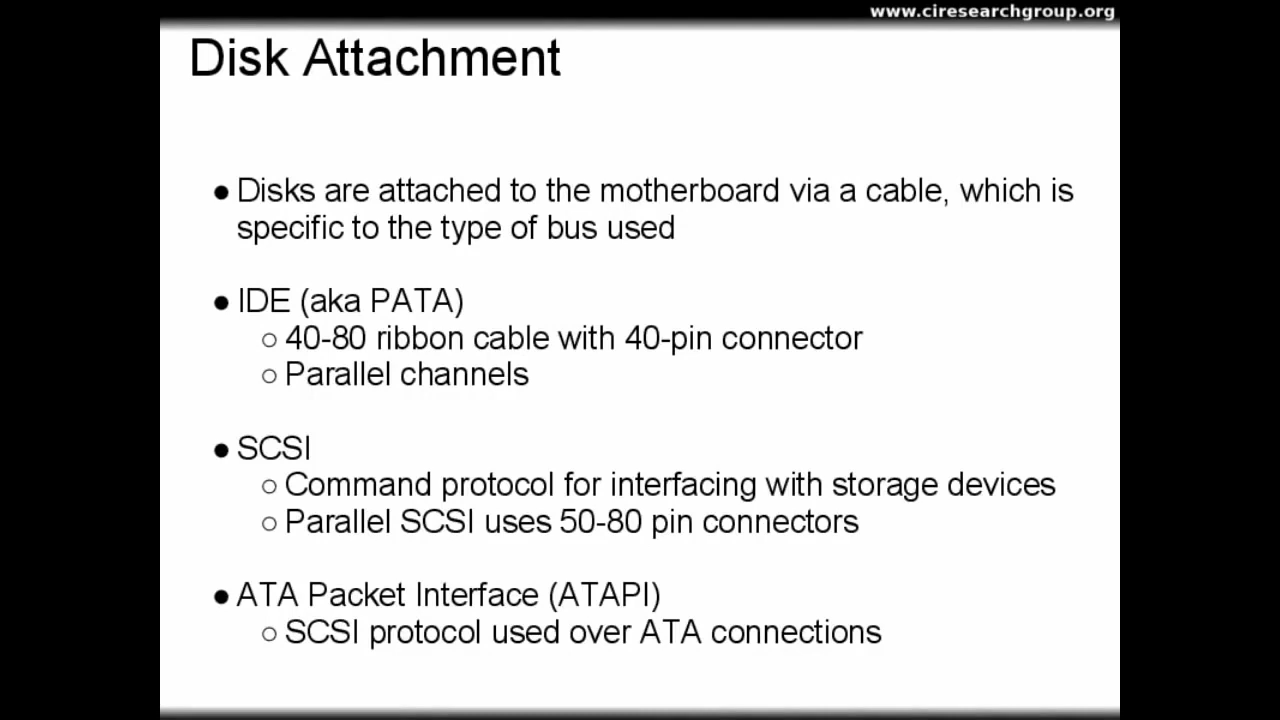 www.ciresearchgroup.org
Disk Attachment
● Disks are attached to the motherboard via a cable, which is
specific to the type of bus used
● IDE (aka PATA)
○ 40-80 ribbon cable with 40-pin connector
○ Parallel channels
● SCSI
○ Command protocol for interfacing with storage devices
○ Parallel SCSI uses 50-80 pin connectors
● ATA Packet Interface (ATAPI)
○ SCSI protocol used over ATA connections